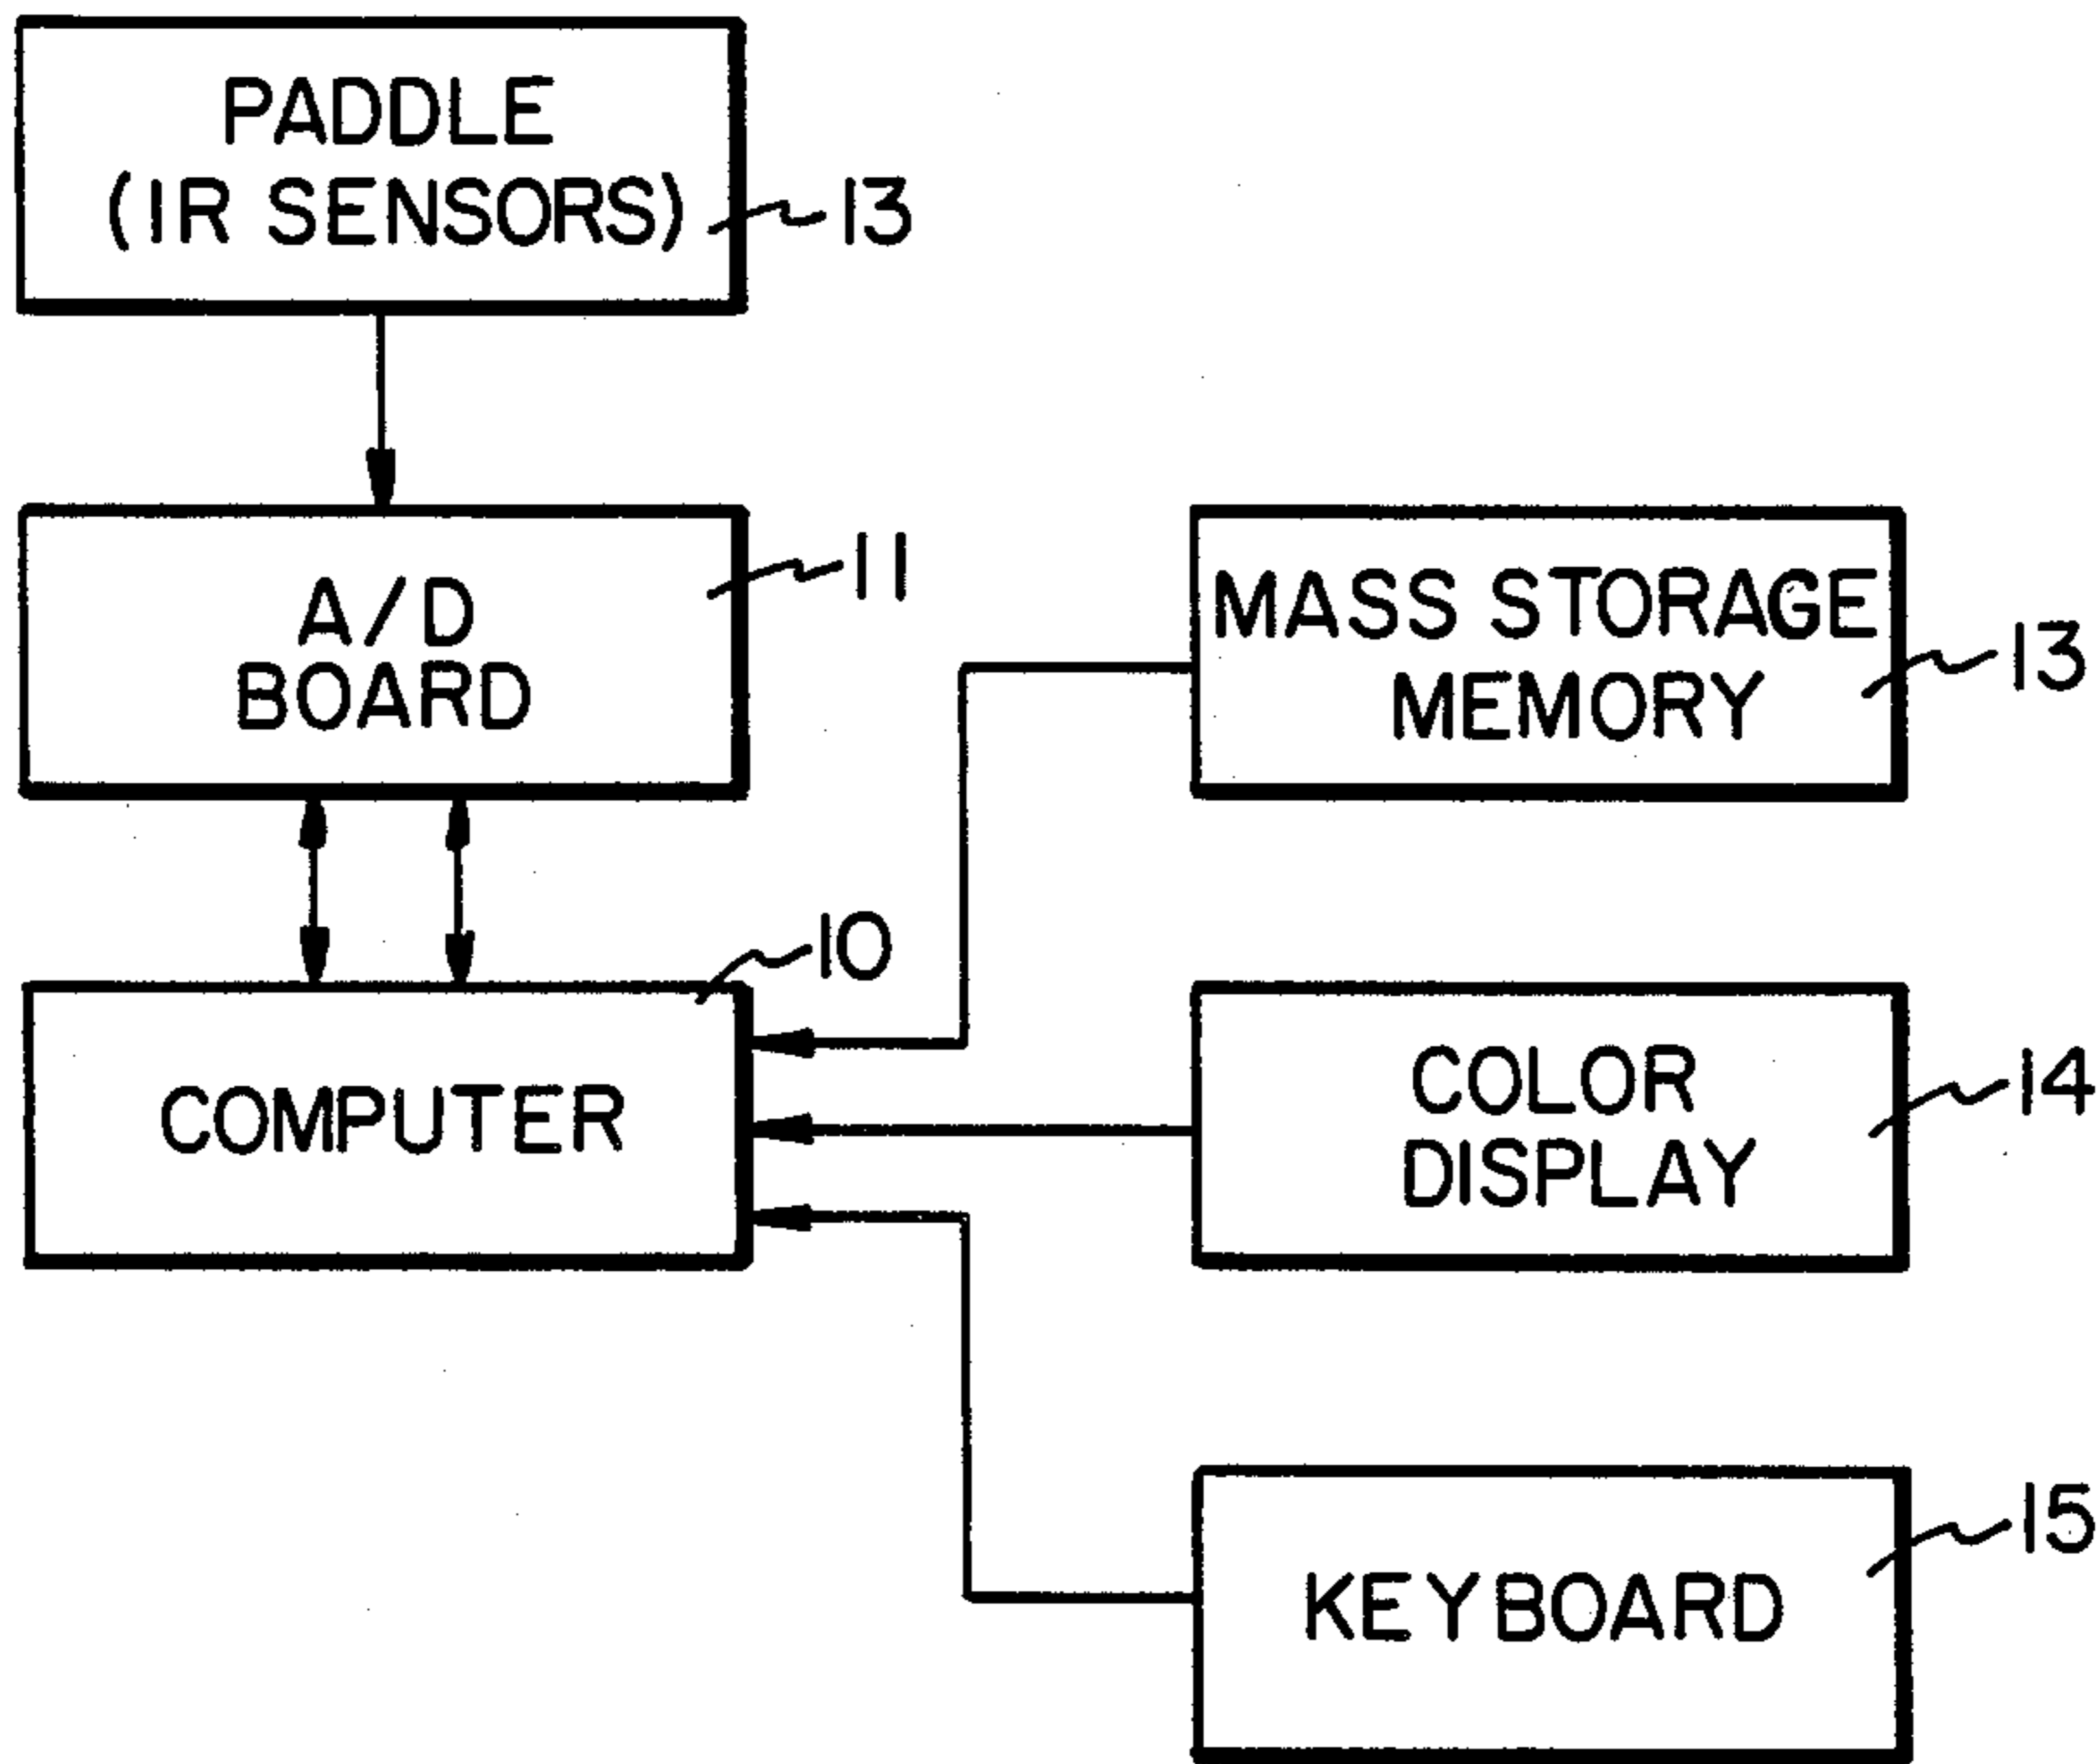 PADDLE
(IR SENSORS)
13
A/D
BOARD
11
MASS STORAGE
MEMORY
13
COMPUTER
10
COLOR
DISPLAY
14
KEYBOARD
15